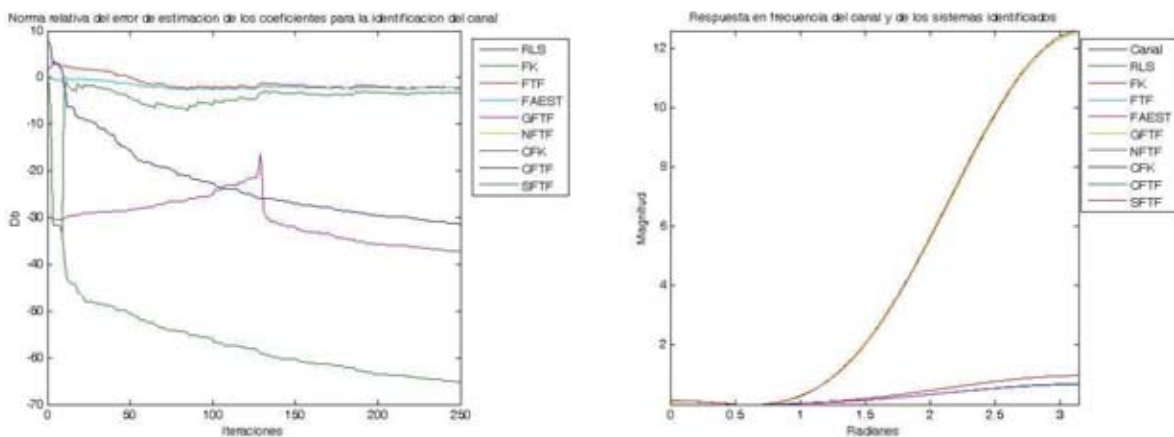 Norma relativa del error de estimacion de los coeficientes para la identificacion del canal
10
0
-10
-20
-30
-40
-50
-60
-70
Db
0
50
100
150
200
250
Iteraciones
RLS
FK
FTF
FAEST
GFTF
NFTF
CFK
CFTF
SFTF
Respuesta en frecuencia del canal y de los sistemas identificados
12
10
8
6
4
2
Magnitud
0
0.5
1
1.5
2
2.5
3
Radianes
Canal
RLS
FK
FTF
FAEST
GFTF
NFTF
CFK
CFTF
SFTF